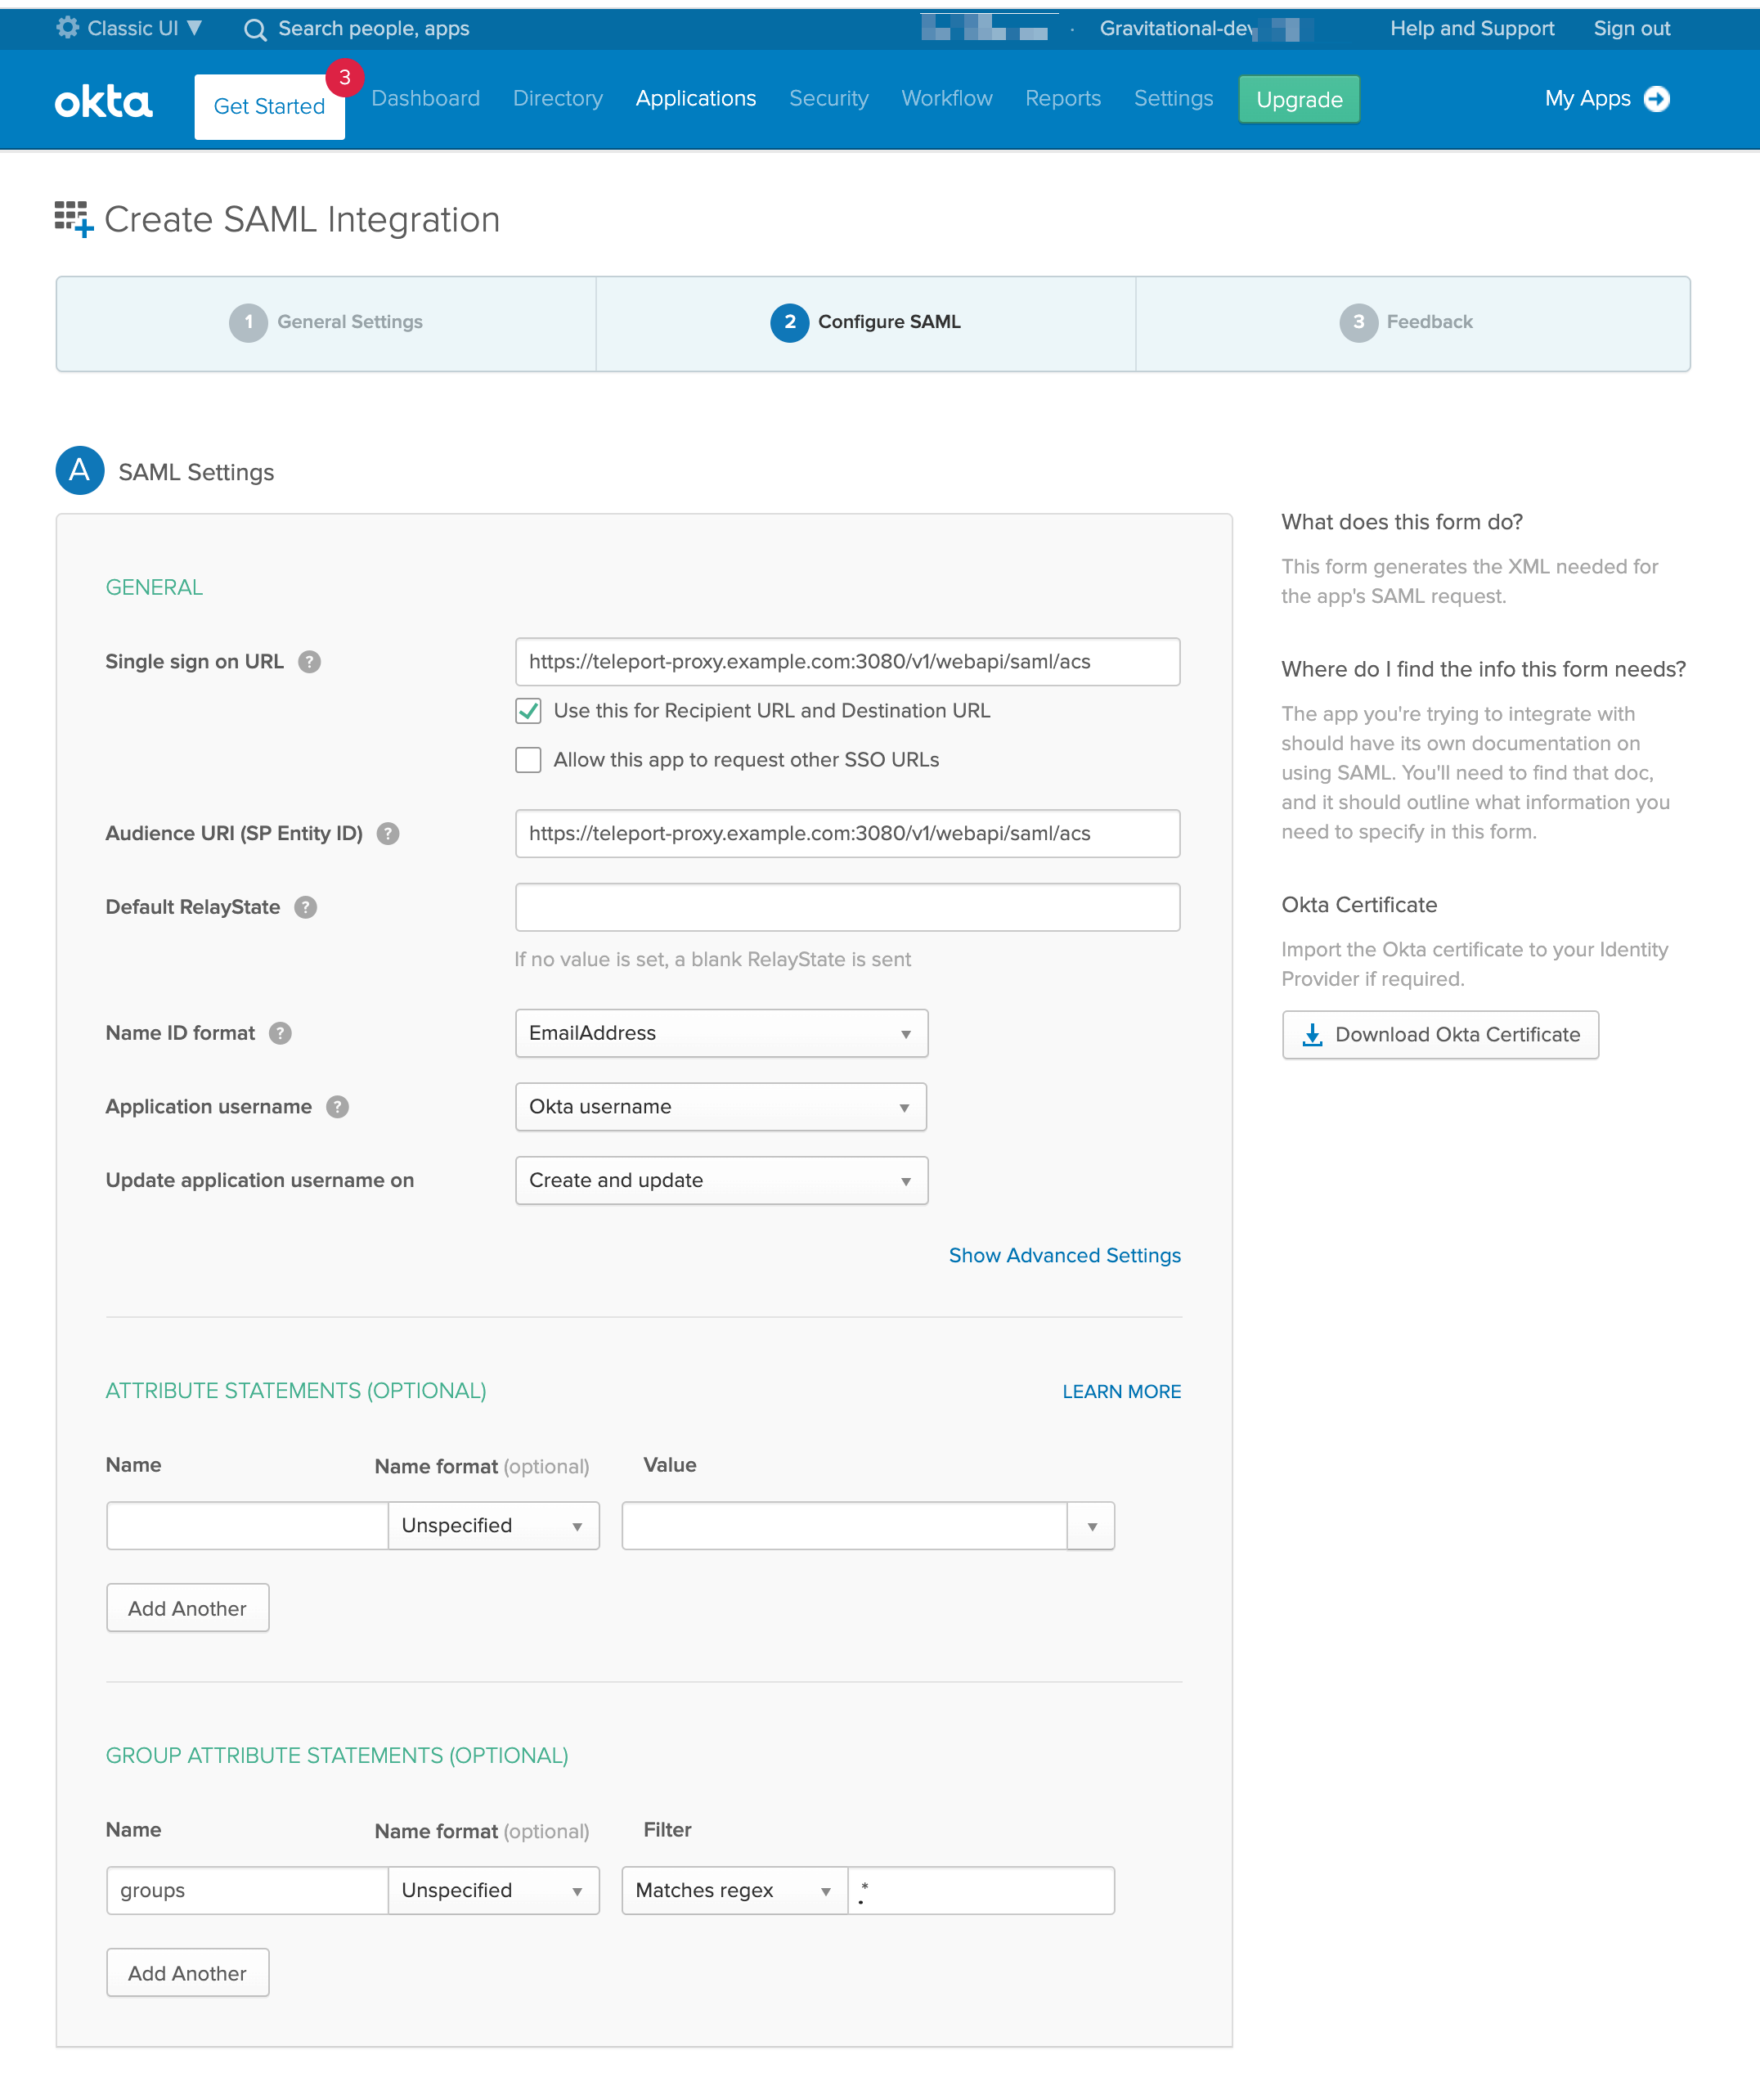 Classic UI ▼ Search people, apps · Gravitational-dev Help and Support Sign out
okta Get Started 3 Dashboard Directory Applications Security Workflow Reports Settings Upgrade My Apps
Create SAML Integration
1 General Settings 2 Configure SAML 3 Feedback
A SAML Settings
GENERAL
Single sign on URL ? https://teleport-proxy.example.com:3080/v1/webapi/saml/acs
Use this for Recipient URL and Destination URL
Allow this app to request other SSO URLs
Audience URI (SP Entity ID) ? https://teleport-proxy.example.com:3080/v1/webapi/saml/acs
Default RelayState ?
If no value is set, a blank RelayState is sent
Name ID format ? EmailAddress
Application username ? Okta username
Update application username on Create and update
Show Advanced Settings
ATTRIBUTE STATEMENTS (OPTIONAL) LEARN MORE
Name Name format (optional) Value
Unspecified
Add Another
GROUP ATTRIBUTE STATEMENTS (OPTIONAL)
Name Name format (optional) Filter
groups Unspecified Matches regex .*
Add Another
What does this form do?
This form generates the XML needed for
the app's SAML request.
Where do I find the info this form needs?
The app you're trying to integrate with
should have its own documentation on
using SAML. You'll need to find that doc,
and it should outline what information you
need to specify in this form.
Okta Certificate
Import the Okta certificate to your Identity
Provider if required.
Download Okta Certificate